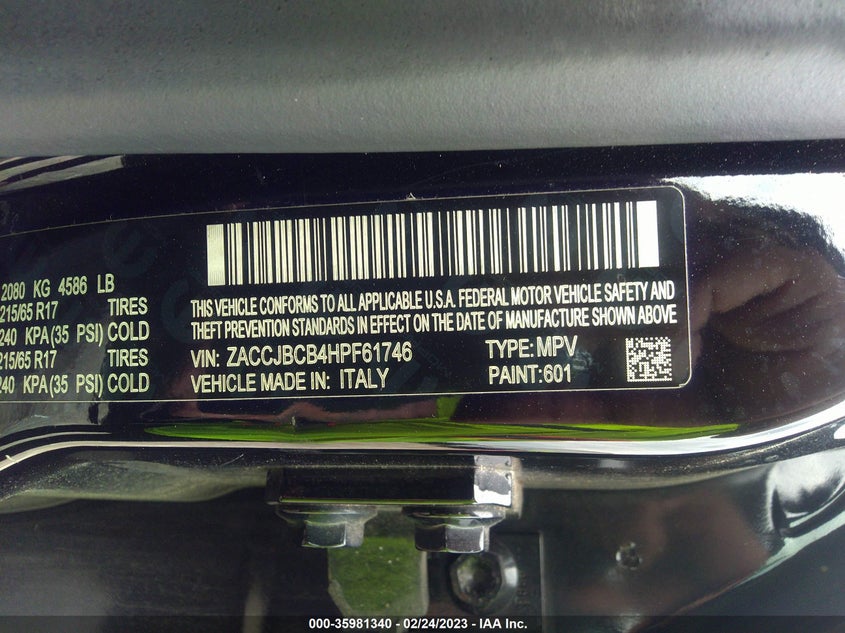 2080 KG 4586 LB
215/65 R17 TIRES
240 KPA(35 PSI) COLD
215/65 R17 TIRES
240 KPA(35 PSI) COLD
THIS VEHICLE CONFORMS TO ALL APPLICABLE U.S.A. FEDERAL MOTOR VEHICLE SAFETY AND
THEFT PREVENTION STANDARDS IN EFFECT ON THE DATE OF MANUFACTURE SHOWN ABOVE
VIN: ZACCJBCB4HPF61746 TYPE:MPV
VEHICLE MADE IN: ITALY PAINT:601
000-35981340 — 02/24/2023 — IAA Inc.